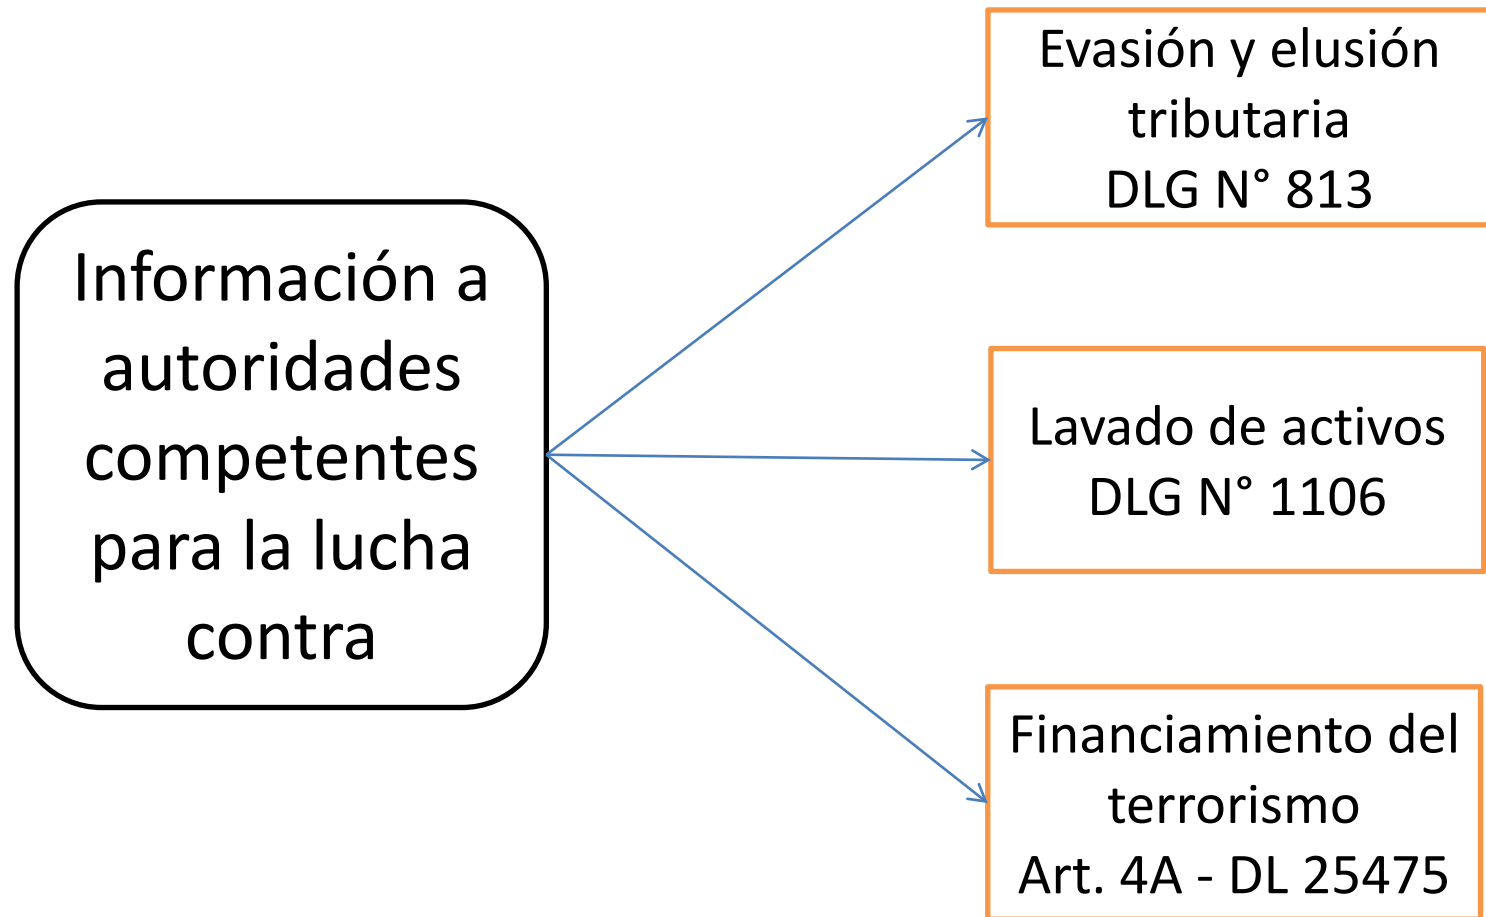 Información a
autoridades
competentes
para la lucha
contra
Evasión y elusión
tributaria
DLG N° 813
Lavado de activos
DLG N° 1106
Financiamiento del
terrorismo
Art. 4A - DL 25475